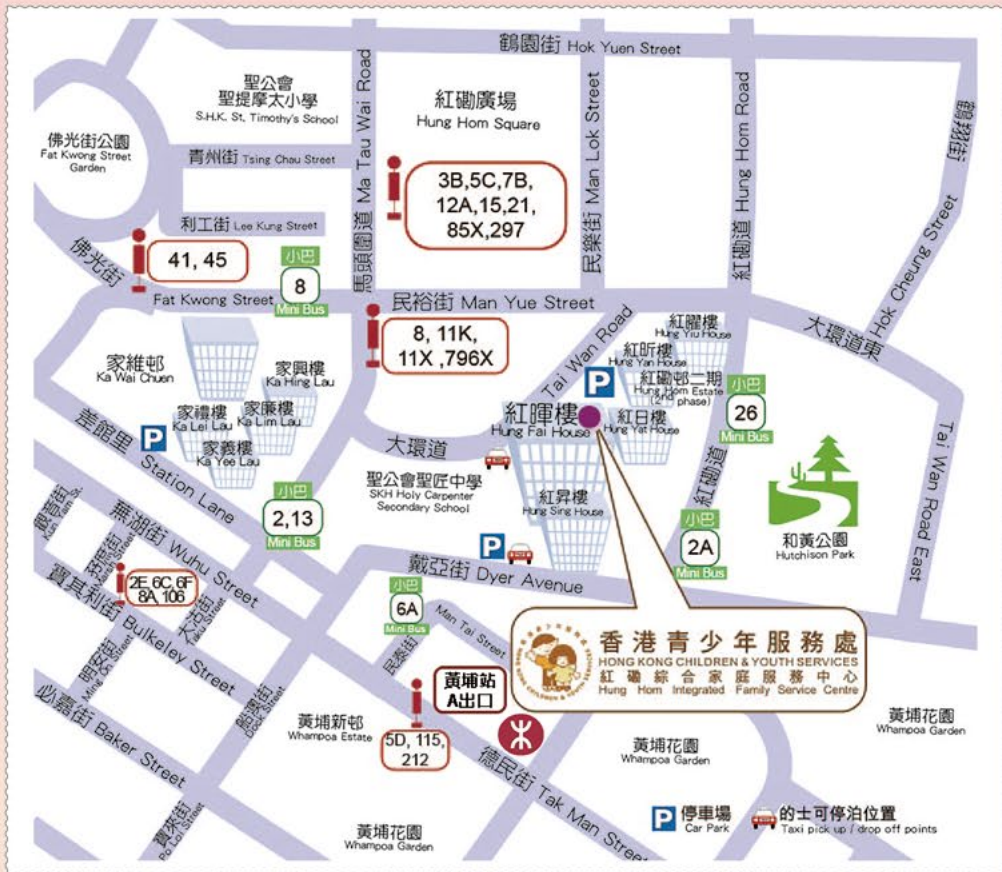 鶴園街 Hok Yuen Street
聖公會
聖提摩太小學
S.H.K. St, Timothy's School
馬頭圍道 Ma Tau Wai Road
紅磡廣場
Hung Hom Square
民樂街 Man Lok Street
紅磡道 Hung Hom Road
鶴翔街
Hok Cheung Street
佛光街公園
Fat Kwong Street
Garden
青州街 Tsing Chau Street
3B,5C,7B,
12A,15,21,
85X,297
利工街 Lee Kung Street
佛光街
41, 45
小巴
8
Mini Bus
Fat Kwong Street
民裕街 Man Yue Street
大環道東
Tai Wan Road East
8, 11K,
11X ,796X
Tai Wan Road
紅曜樓
Hung Yiu House
紅昕樓
Hung Yan House
紅磡邨二期
Hung Hom Estate
(2nd phase)
家維邨
Ka Wai Chuen
家興樓
Ka Hing Lau
家禮樓
Ka Lei Lau
家廉樓
Ka Lim Lau
家義樓
Ka Yee Lau
P
P
紅暉樓
Hung Fai House
紅日樓
Hung Yat House
小巴
26
Mini Bus
大環道
聖公會聖匠中學
SKH Holy Carpenter
Secondary School
紅昇樓
Hung Sing House
紅磡道
和黃公園
Hutchison Park
差館里 Station Lane
小巴
2,13
Mini Bus
小巴
2A
Mini Bus
觀音街
蕪湖街 Wuhu Street
P
戴亞街 Dyer Avenue
2E, 6C, 6F
8A, 106
寶其利街 Bulkeley Street
小巴
6A
Mini Bus
Man Tai Street
民泰街
香港青少年服務處
HONG KONG CHILDREN & YOUTH SERVICES
紅磡綜合家庭服務中心
Hung Hom Integrated Family Service Centre
黃埔站
A出口
必嘉街 Baker Street
Dock Street
黃埔新邨
Whampoa Estate
5D, 115,
212
德民街 Tak Man Street
黃埔花園
Whampoa Garden
黃埔花園
Whampoa Garden
寶來街
Po Loi Street
黃埔花園
Whampoa Garden
P 停車場
Car Park
的士可停泊位置
Taxi pick up / drop off points